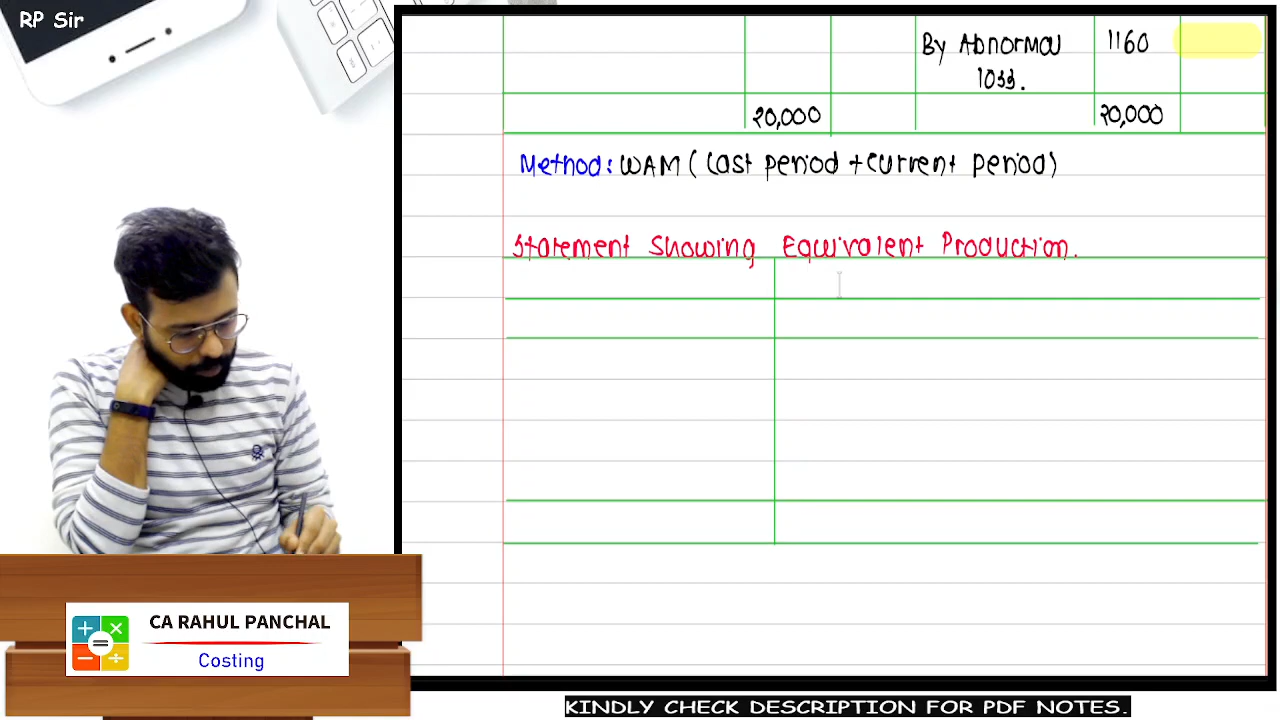 RP Sir
By Abnormal 1160
loss.
20,000 20,000
Method: WAM (Last period + Current period)
Statement Showing Equivalent Production.
CA RAHUL PANCHAL
Costing
KINDLY CHECK DESCRIPTION FOR PDF NOTES.